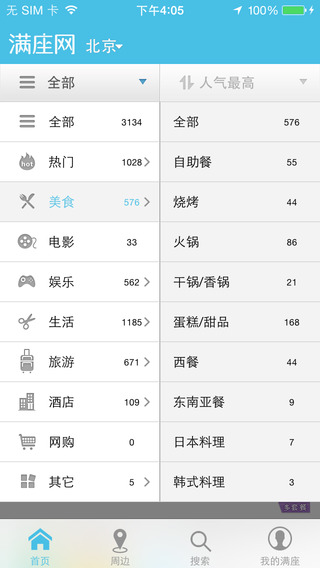 无 SIM 卡 下午4:05 100%
满座网 北京
全部 人气最高
全部 3134
热门 1028
美食 576
电影 33
娱乐 562
生活 1185
旅游 671
酒店 109
网购 0
其它 5
全部 576
自助餐 55
烧烤 44
火锅 86
干锅/香锅 21
蛋糕/甜品 168
西餐 44
东南亚餐 9
日本料理 7
韩式料理 3
hot
首页 周边 搜索 我的满座